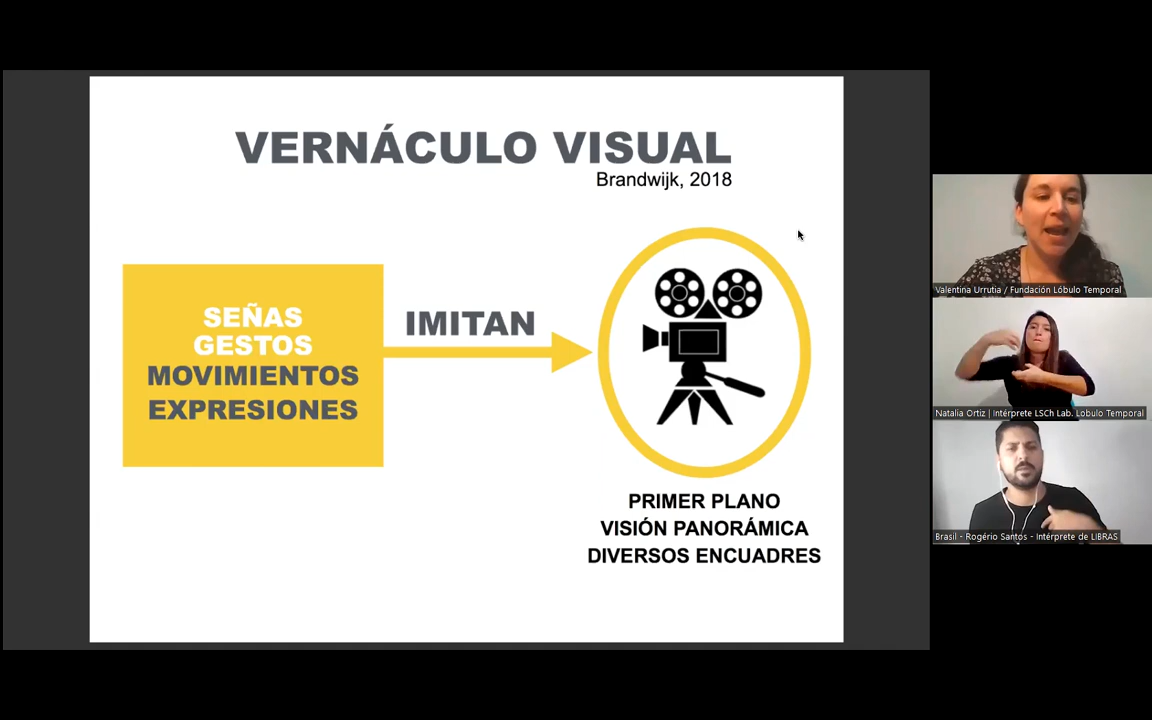 VERNÁCULO VISUAL
Brandwijk, 2018
SEÑAS
GESTOS
MOVIMIENTOS
EXPRESIONES
IMITAN
PRIMER PLANO
VISIÓN PANORÁMICA
DIVERSOS ENCUADRES
Valentina Urrutia / Fundación Lóbulo Temporal
Natalia Ortiz | Intérprete LSCh Lab. Lobulo Temporal
Brasil - Rogério Santos - Intérprete de LIBRAS